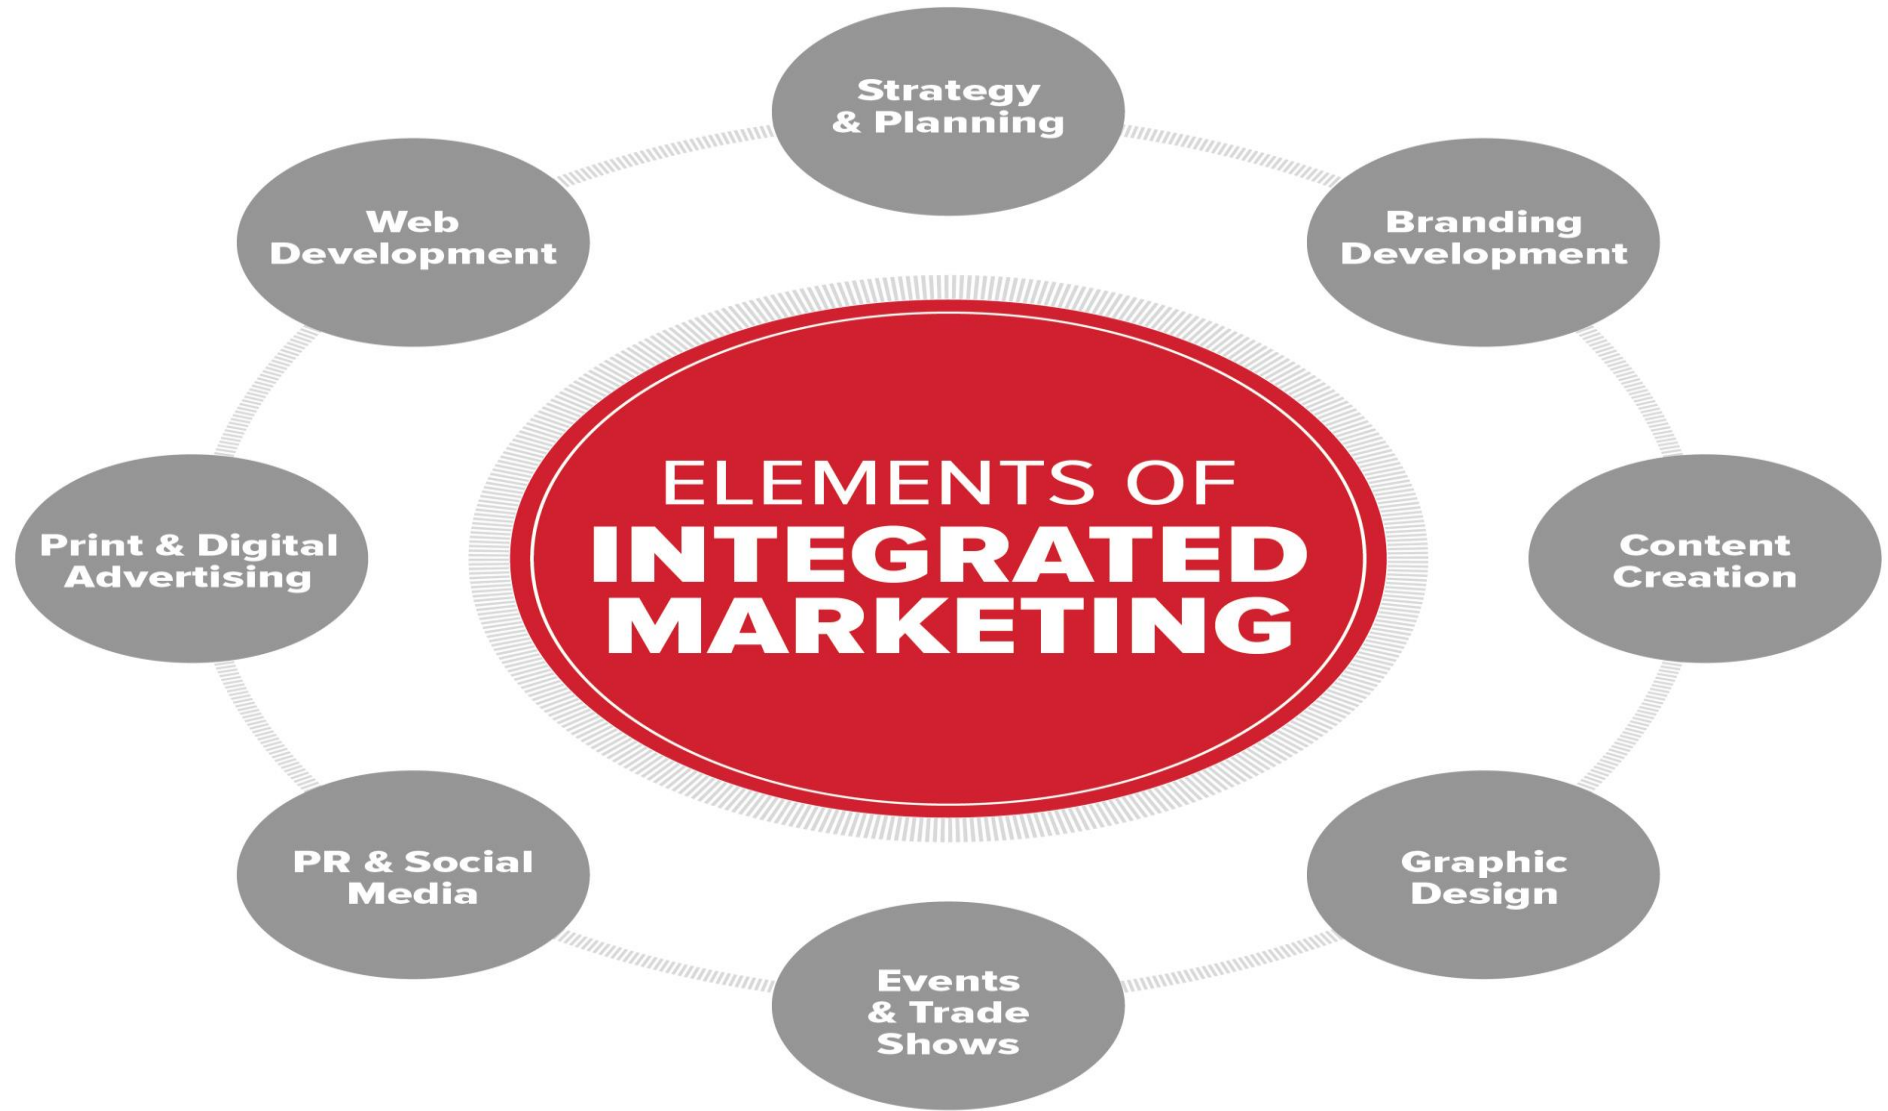 Strategy
& Planning
Branding
Development
Content
Creation
Graphic
Design
Events
& Trade
Shows
PR & Social
Media
Print & Digital
Advertising
Web
Development
ELEMENTS OF
INTEGRATED
MARKETING